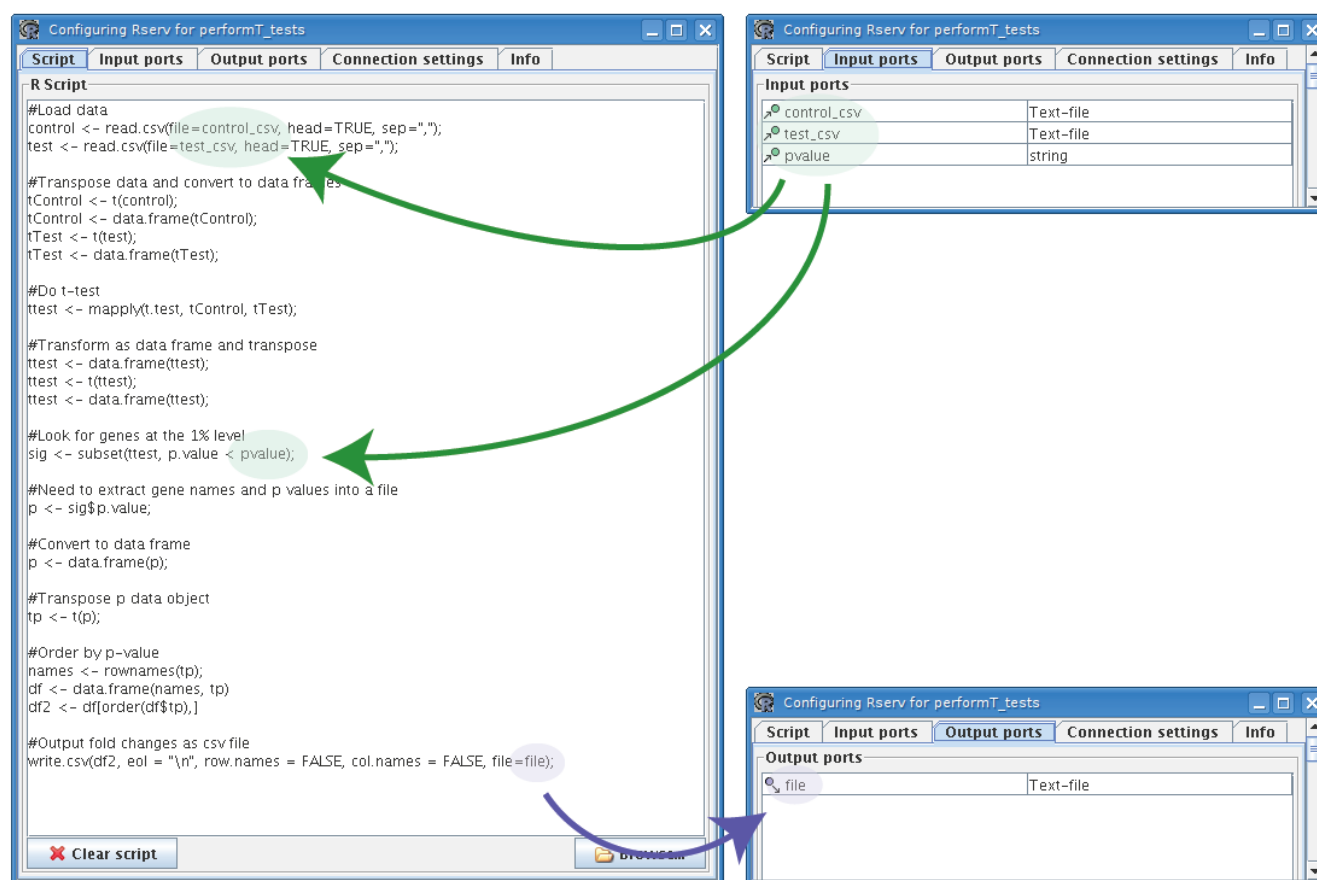 Configuring Rserv for performT_tests
Script Input ports Output ports Connection settings Info
R Script
#Load data
control <- read.csv(file=control_csv, head=TRUE, sep=",");
test <- read.csv(file=test_csv, head=TRUE, sep=",");
#Transpose data and convert to data frames
tControl <- t(control);
tControl <- data.frame(tControl);
tTest <- t(test);
tTest <- data.frame(tTest);
#Do t-test
ttest <- mapply(t.test, tControl, tTest);
#Transform as data frame and transpose
ttest <- data.frame(ttest);
ttest <- t(ttest);
ttest <- data.frame(ttest);
#Look for genes at the 1% level
sig <- subset(ttest, p.value < pvalue);
#Need to extract gene names and p values into a file
p <- sig$p.value;
#Convert to data frame
p <- data.frame(p);
#Transpose p data object
tp <- t(p);
#Order by p-value
names <- rownames(tp);
df <- data.frame(names, tp)
df2 <- df[order(df$tp),]
#Output fold changes as csv file
write.csv(df2, eol = "\n", row.names = FALSE, col.names = FALSE, file=file);
Clear script
Configuring Rserv for performT_tests
Script Input ports Output ports Connection settings Info
Input ports
control_csv Text-file
test_csv Text-file
pvalue string
Configuring Rserv for performT_tests
Script Input ports Output ports Connection settings Info
Output ports
file Text-file